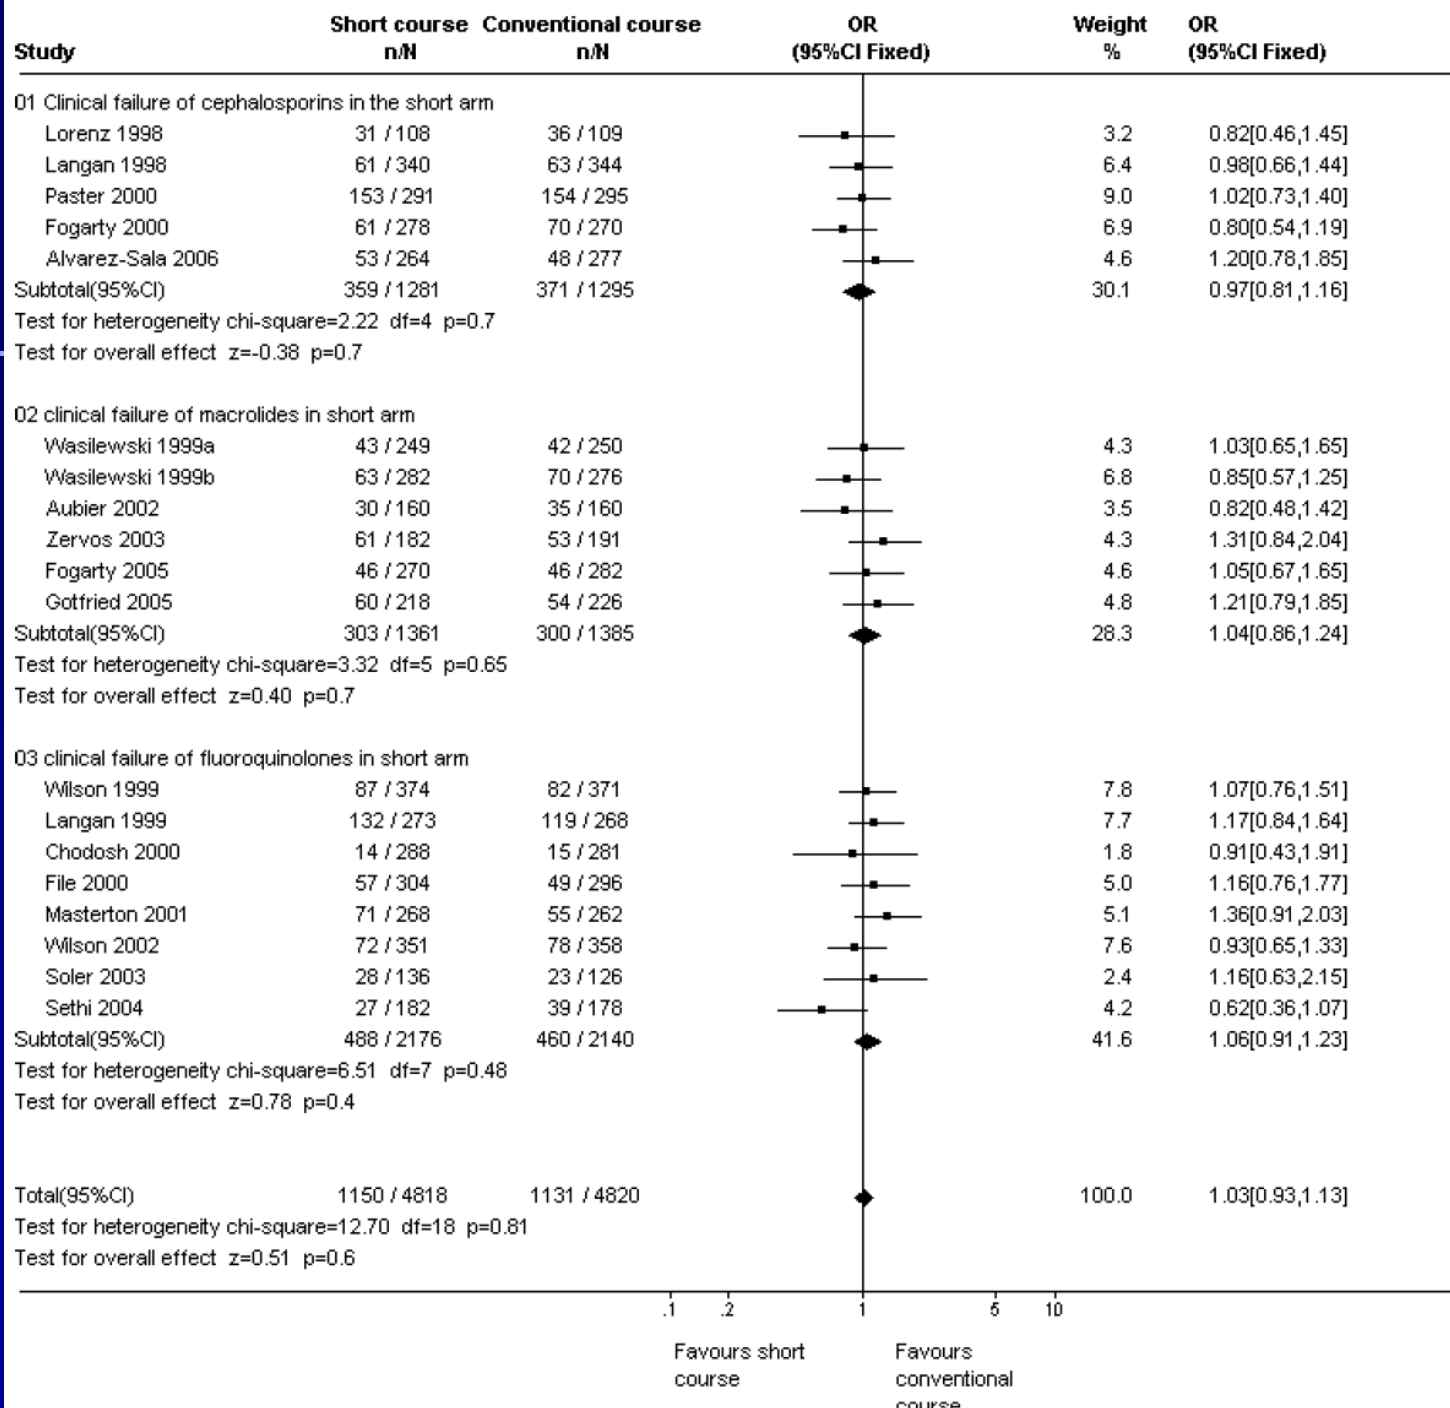 Short course Conventional course OR Weight OR
Study n/N n/N (95%CI Fixed) % (95%CI Fixed)
01 Clinical failure of cephalosporins in the short arm
Lorenz 1998 31 / 108 36 / 109 3.2 0.82[0.46,1.45]
Langan 1998 61 / 340 63 / 344 6.4 0.98[0.66,1.44]
Paster 2000 153 / 291 154 / 295 9.0 1.02[0.73,1.40]
Fogarty 2000 61 / 278 70 / 270 6.9 0.80[0.54,1.19]
Alvarez-Sala 2006 53 / 264 48 / 277 4.6 1.20[0.78,1.85]
Subtotal(95%CI) 359 / 1281 371 / 1295 30.1 0.97[0.81,1.16]
Test for heterogeneity chi-square=2.22 df=4 p=0.7
Test for overall effect z=-0.38 p=0.7
02 clinical failure of macrolides in short arm
Wasilewski 1999a 43 / 249 42 / 250 4.3 1.03[0.65,1.65]
Wasilewski 1999b 63 / 282 70 / 276 6.8 0.85[0.57,1.25]
Aubier 2002 30 / 160 35 / 160 3.5 0.82[0.48,1.42]
Zervos 2003 61 / 182 53 / 191 4.3 1.31[0.84,2.04]
Fogarty 2005 46 / 270 46 / 282 4.6 1.05[0.67,1.65]
Gotfried 2005 60 / 218 54 / 226 4.8 1.21[0.79,1.85]
Subtotal(95%CI) 303 / 1361 300 / 1385 28.3 1.04[0.86,1.24]
Test for heterogeneity chi-square=3.32 df=5 p=0.65
Test for overall effect z=0.40 p=0.7
03 clinical failure of fluoroquinolones in short arm
Wilson 1999 87 / 374 82 / 371 7.8 1.07[0.76,1.51]
Langan 1999 132 / 273 119 / 268 7.7 1.17[0.84,1.64]
Chodosh 2000 14 / 288 15 / 281 1.8 0.91[0.43,1.91]
File 2000 57 / 304 49 / 296 5.0 1.16[0.76,1.77]
Masterton 2001 71 / 268 55 / 262 5.1 1.36[0.91,2.03]
Wilson 2002 72 / 351 78 / 358 7.6 0.93[0.65,1.33]
Soler 2003 28 / 136 23 / 126 2.4 1.16[0.63,2.15]
Sethi 2004 27 / 182 39 / 178 4.2 0.62[0.36,1.07]
Subtotal(95%CI) 488 / 2176 460 / 2140 41.6 1.06[0.91,1.23]
Test for heterogeneity chi-square=6.51 df=7 p=0.48
Test for overall effect z=0.78 p=0.4
Total(95%CI) 1150 / 4818 1131 / 4820 100.0 1.03[0.93,1.13]
Test for heterogeneity chi-square=12.70 df=18 p=0.81
Test for overall effect z=0.51 p=0.6
.1 .2 1 5 10
Favours short Favours
course conventional
course